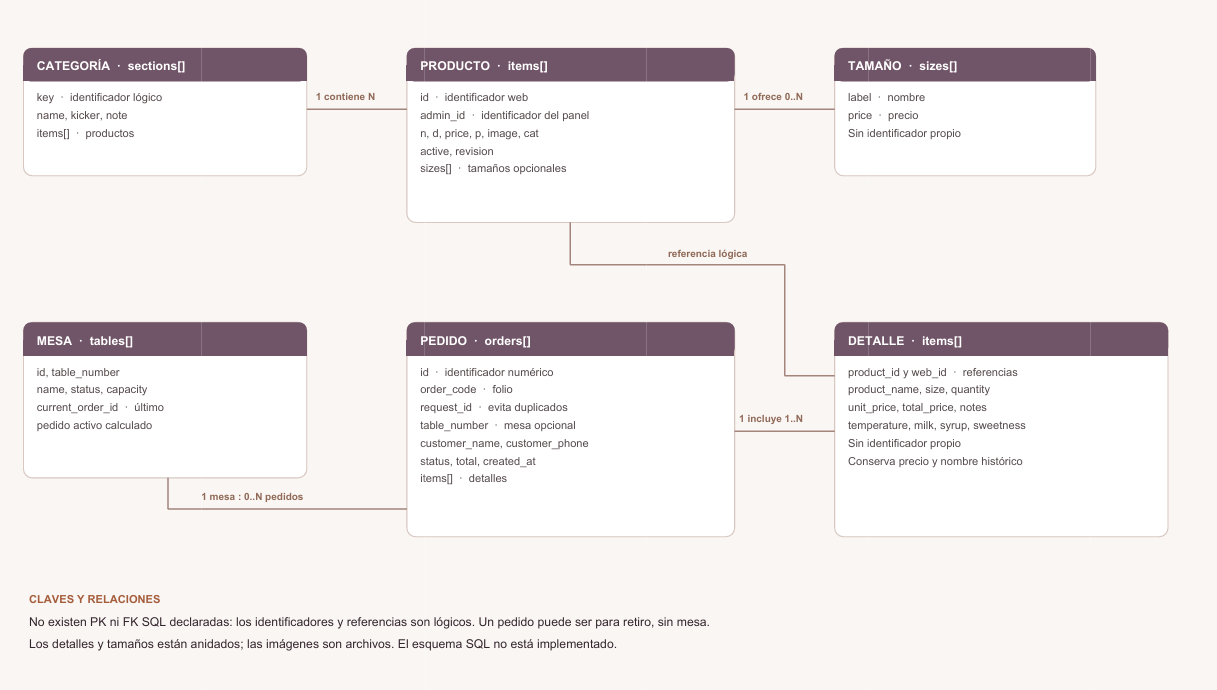 CATEGORÍA · sections[]
key · identificador lógico
name, kicker, note
items[] · productos
1 contiene N
PRODUCTO · items[]
id · identificador web
admin_id · identificador del panel
n, d, price, p, image, cat
active, revision
sizes[] · tamaños opcionales
1 ofrece 0..N
TAMAÑO · sizes[]
label · nombre
price · precio
Sin identificador propio
referencia lógica
MESA · tables[]
id, table_number
name, status, capacity
current_order_id · último
pedido activo calculado
1 mesa : 0..N pedidos
PEDIDO · orders[]
id · identificador numérico
order_code · folio
request_id · evita duplicados
table_number · mesa opcional
customer_name, customer_phone
status, total, created_at
items[] · detalles
1 incluye 1..N
DETALLE · items[]
product_id y web_id · referencias
product_name, size, quantity
unit_price, total_price, notes
temperature, milk, syrup, sweetness
Sin identificador propio
Conserva precio y nombre histórico
CLAVES Y RELACIONES
No existen PK ni FK SQL declaradas: los identificadores y referencias son lógicos. Un pedido puede ser para retiro, sin mesa.
Los detalles y tamaños están anidados; las imágenes son archivos. El esquema SQL no está implementado.